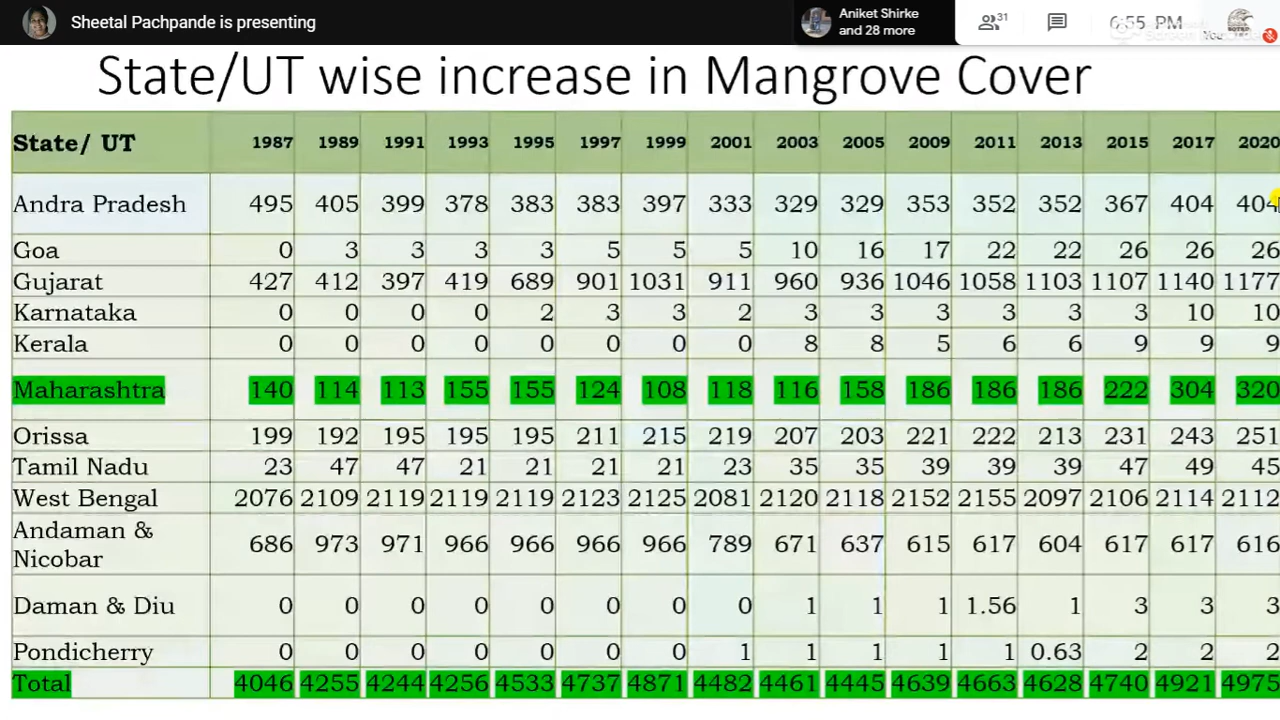 Sheetal Pachpande is presenting
Aniket Shirke
and 28 more
31
6:55 PM
You
State/UT wise increase in Mangrove Cover
State/ UT 1987 1989 1991 1993 1995 1997 1999 2001 2003 2005 2009 2011 2013 2015 2017 2020
Andra Pradesh 495 405 399 378 383 383 397 333 329 329 353 352 352 367 404 404
Goa 0 3 3 3 3 5 5 5 10 16 17 22 22 26 26 26
Gujarat 427 412 397 419 689 901 1031 911 960 936 1046 1058 1103 1107 1140 1177
Karnataka 0 0 0 0 2 3 3 2 3 3 3 3 3 3 10 10
Kerala 0 0 0 0 0 0 0 0 8 8 5 6 6 9 9 9
Maharashtra 140 114 113 155 155 124 108 118 116 158 186 186 186 222 304 320
Orissa 199 192 195 195 195 211 215 219 207 203 221 222 213 231 243 251
Tamil Nadu 23 47 47 21 21 21 21 23 35 35 39 39 39 47 49 45
West Bengal 2076 2109 2119 2119 2119 2123 2125 2081 2120 2118 2152 2155 2097 2106 2114 2112
Andaman &
Nicobar 686 973 971 966 966 966 966 789 671 637 615 617 604 617 617 616
Daman & Diu 0 0 0 0 0 0 0 0 1 1 1 1.56 1 3 3 3
Pondicherry 0 0 0 0 0 0 0 1 1 1 1 1 0.63 2 2 2
Total 4046 4255 4244 4256 4533 4737 4871 4482 4461 4445 4639 4663 4628 4740 4921 4975